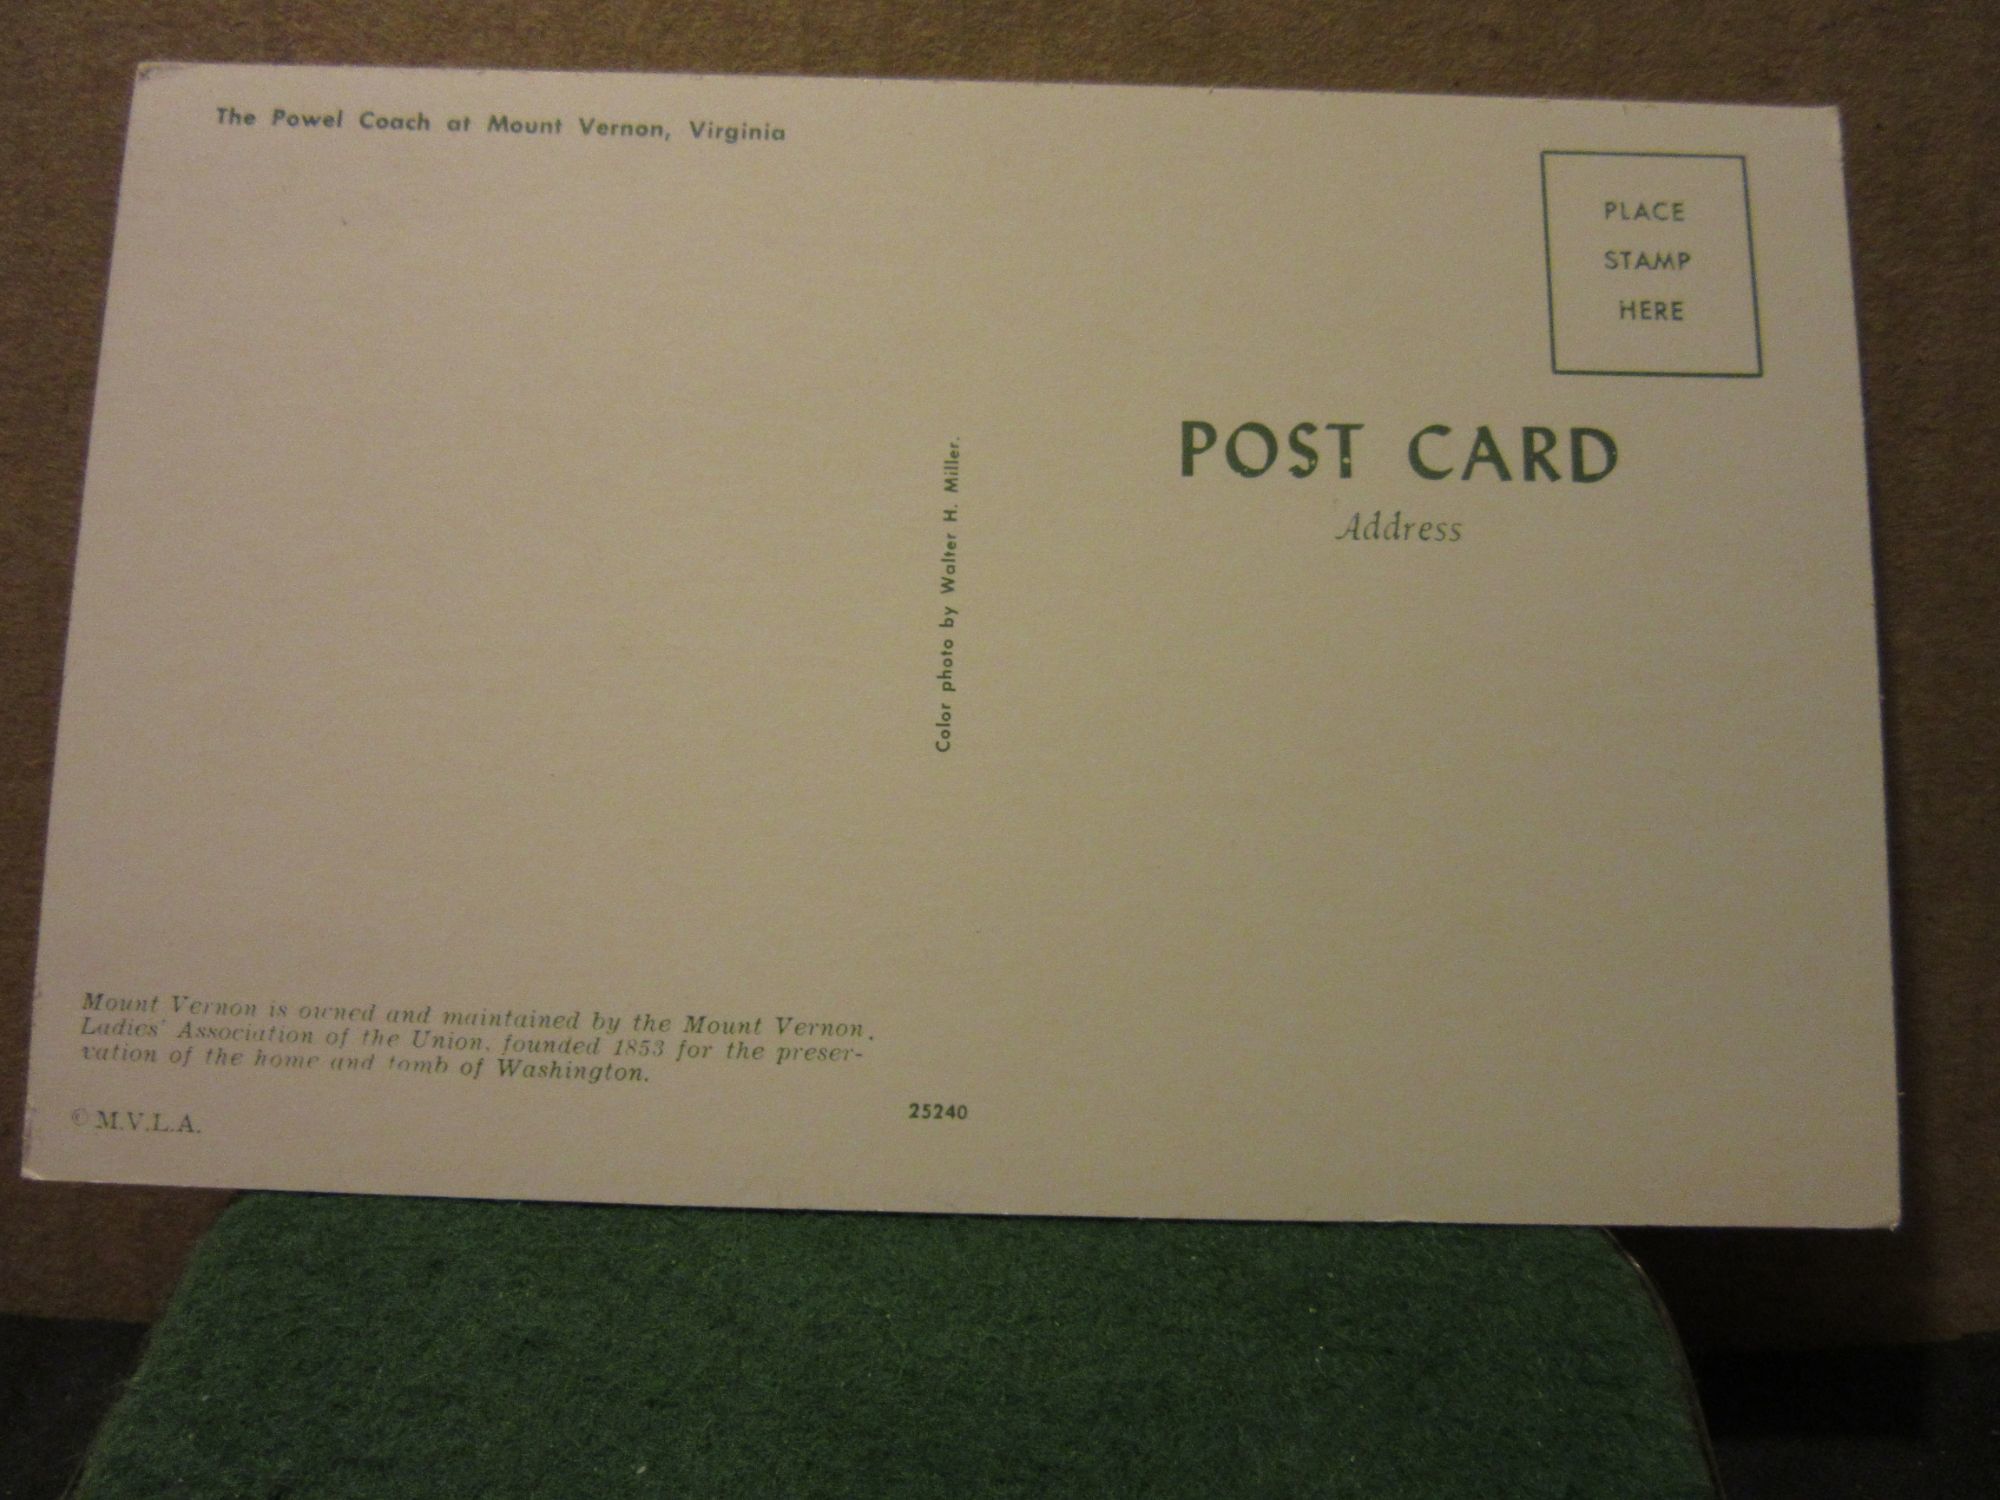 The Powel Coach at Mount Vernon, Virginia
PLACE
STAMP
HERE
POST CARD
Address
Color photo by Walter H. Miller.
Mount Vernon is owned and maintained by the Mount Vernon
Ladies' Association of the Union, founded 1853 for the preser-
vation of the home and tomb of Washington.
© M.V.L.A.
25240